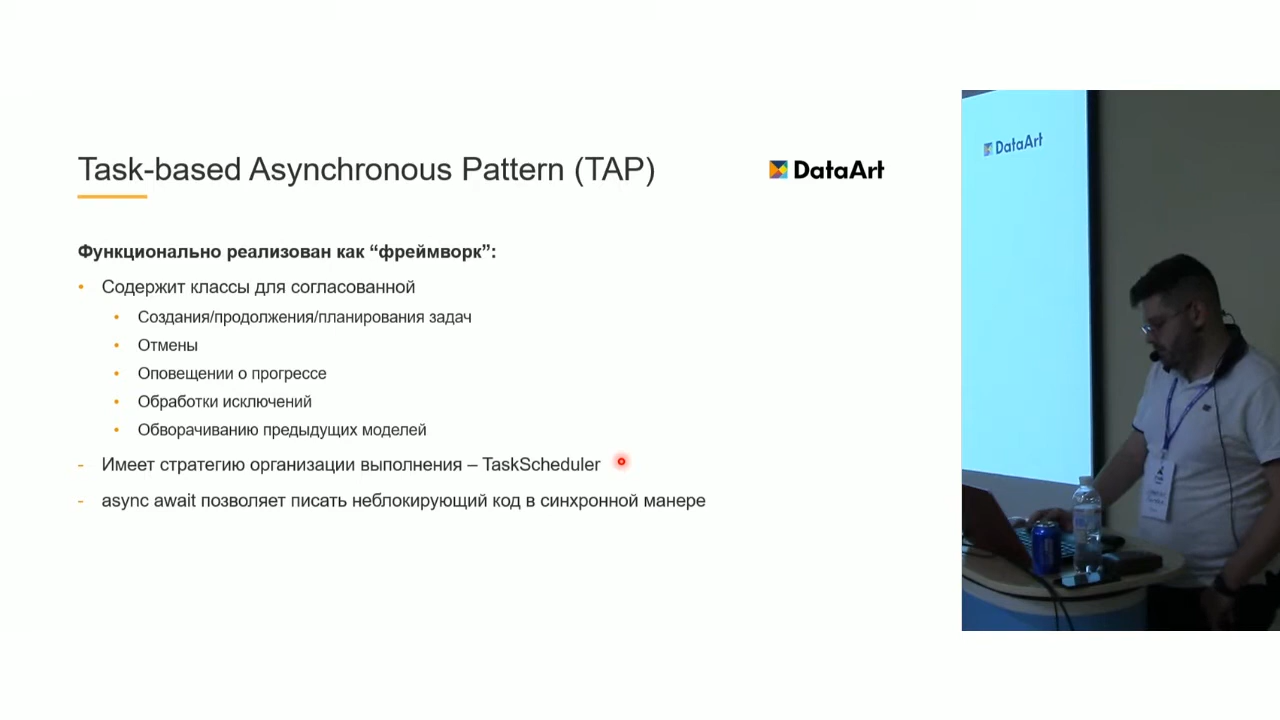 Task-based Asynchronous Pattern (TAP)
DataArt
Функционально реализован как “фреймворк”:
• Содержит классы для согласованной
• Создания/продолжения/планирования задач
• Отмены
• Оповещении о прогрессе
• Обработки исключений
• Обворачиванию предыдущих моделей
- Имеет стратегию организации выполнения – TaskScheduler
- async await позволяет писать неблокирующий код в синхронной манере
DataArt